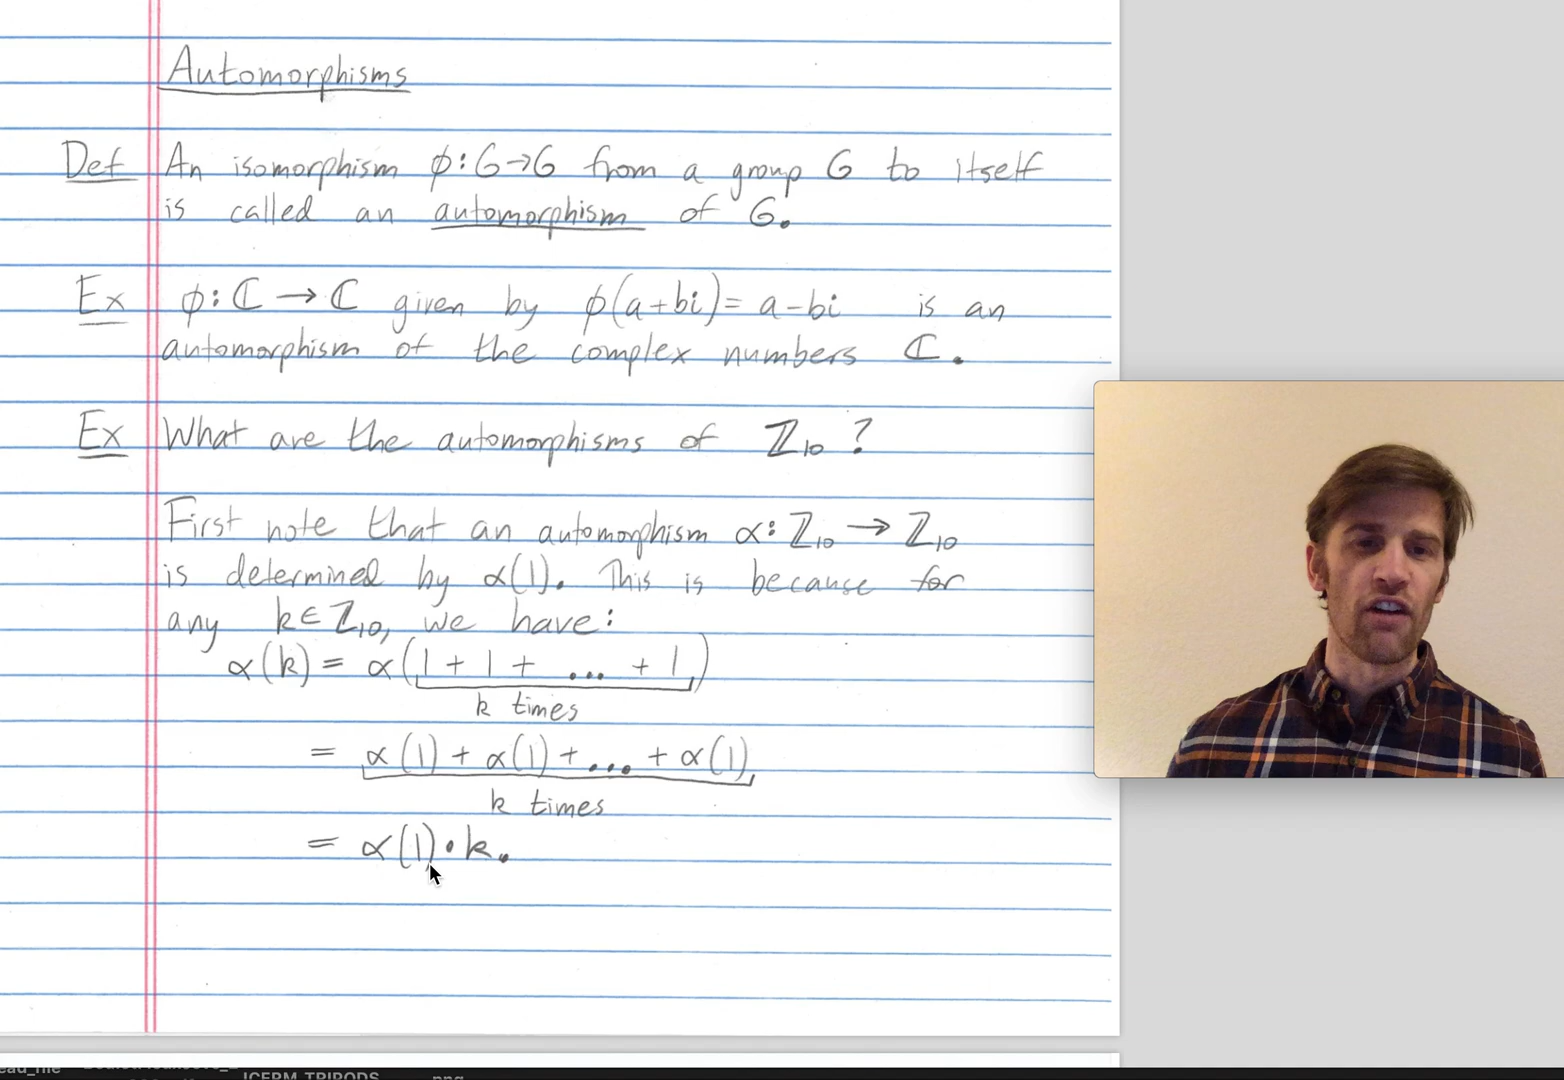 Automorphisms
Def An isomorphism φ: G→G from a group G to itself
is called an automorphism of G.
Ex φ: ℂ → ℂ given by φ(a+bi) = a-bi is an
automorphism of the complex numbers ℂ.
Ex What are the automorphisms of ℤ₁₀ ?
First note that an automorphism α: ℤ₁₀ → ℤ₁₀
is determined by α(1). This is because for
any k∈ℤ₁₀, we have:
α(k) = α(1 + 1 + ... + 1)
k times
= α(1) + α(1) + ... + α(1)
k times
= α(1)·k.
ICERM_TRIPODS
png